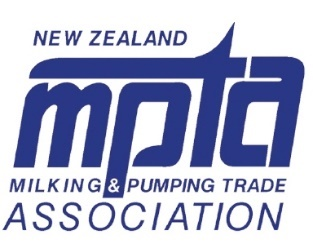 NEW ZEALAND
mpta
MILKING & PUMPING TRADE
ASSOCIATION